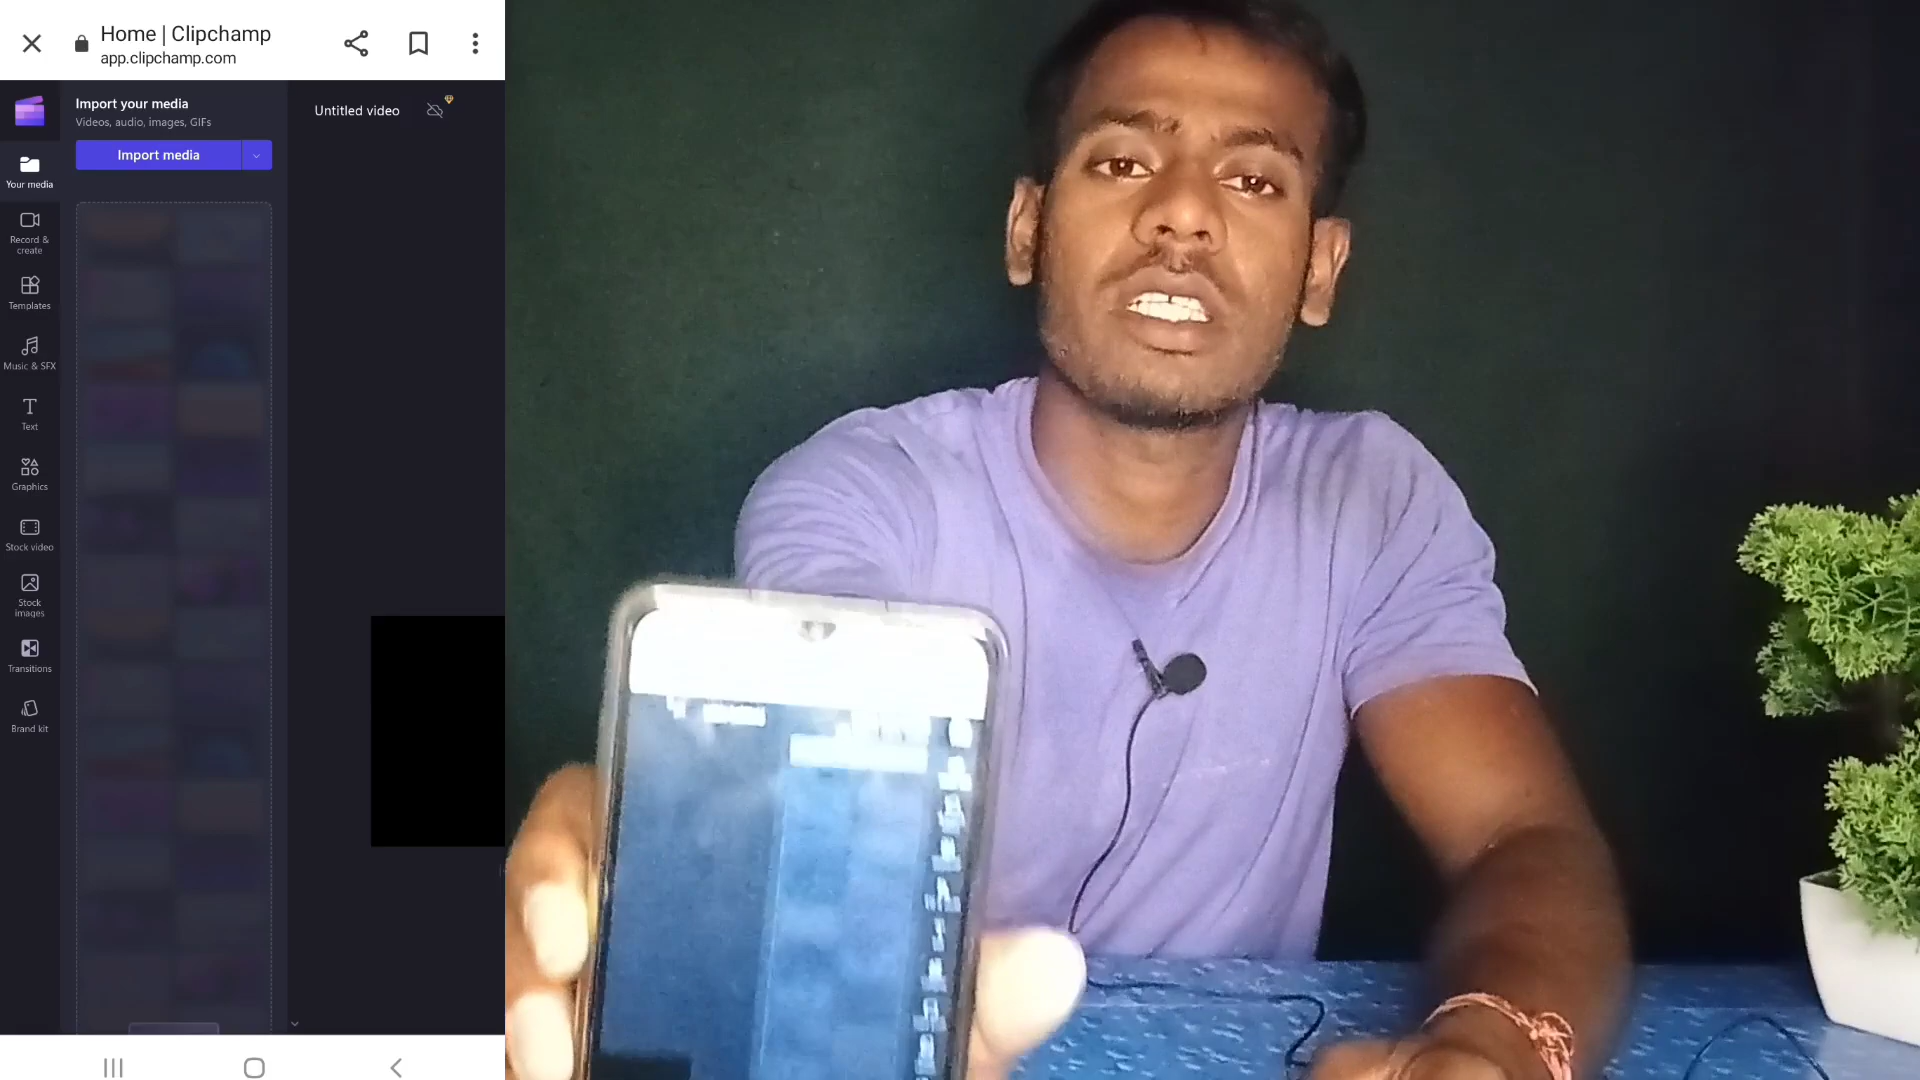 Home | Clipchamp
app.clipchamp.com
Import your media
Videos, audio, images, GIFs
Import media
Untitled video
Your media
Record &
create
Templates
Music & SFX
Text
Graphics
Stock video
Stock
images
Transitions
Brand kit